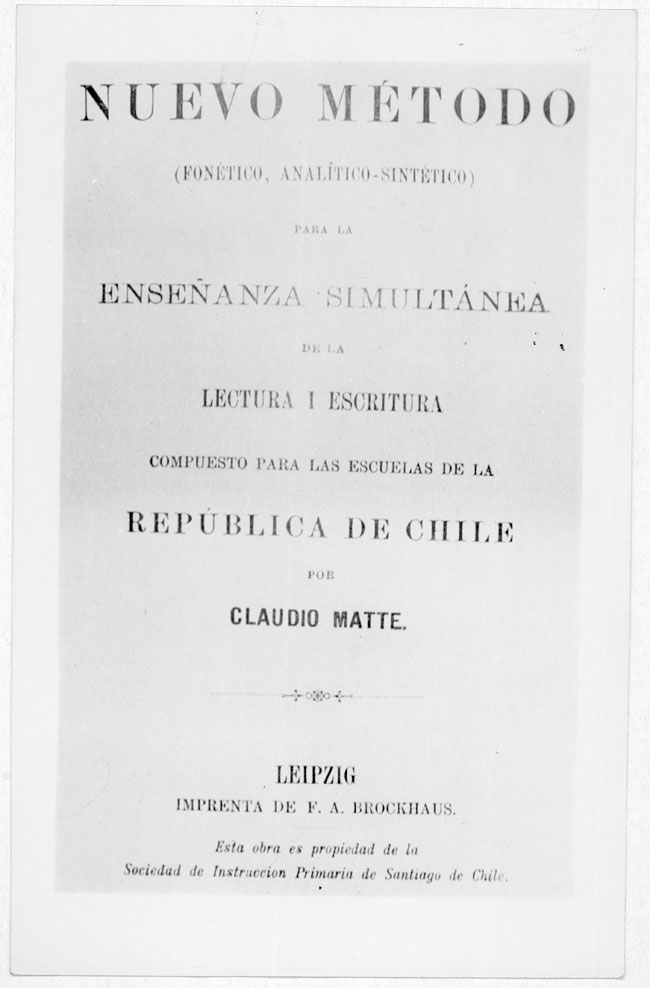 NUEVO MÉTODO
(FONÉTICO, ANALÍTICO-SINTÉTICO)
PARA LA
ENSEÑANZA SIMULTÁNEA
DE LA
LECTURA I ESCRITURA
COMPUESTO PARA LAS ESCUELAS DE LA
REPÚBLICA DE CHILE
POR
CLAUDIO MATTE.
LEIPZIG
IMPRENTA DE F. A. BROCKHAUS.
Esta obra es propiedad de la
Sociedad de Instruccion Primaria de Santiago de Chile.